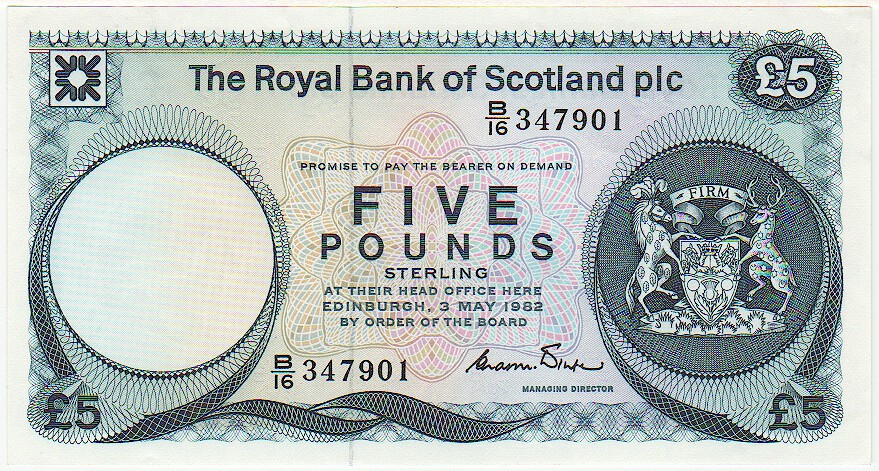 The Royal Bank of Scotland plc
£5
B/16 347901
PROMISE TO PAY THE BEARER ON DEMAND
FIVE
POUNDS
STERLING
AT THEIR HEAD OFFICE HERE
EDINBURGH, 3 MAY 1982
BY ORDER OF THE BOARD
FIRM
B/16 347901
MANAGING DIRECTOR
£5
£5